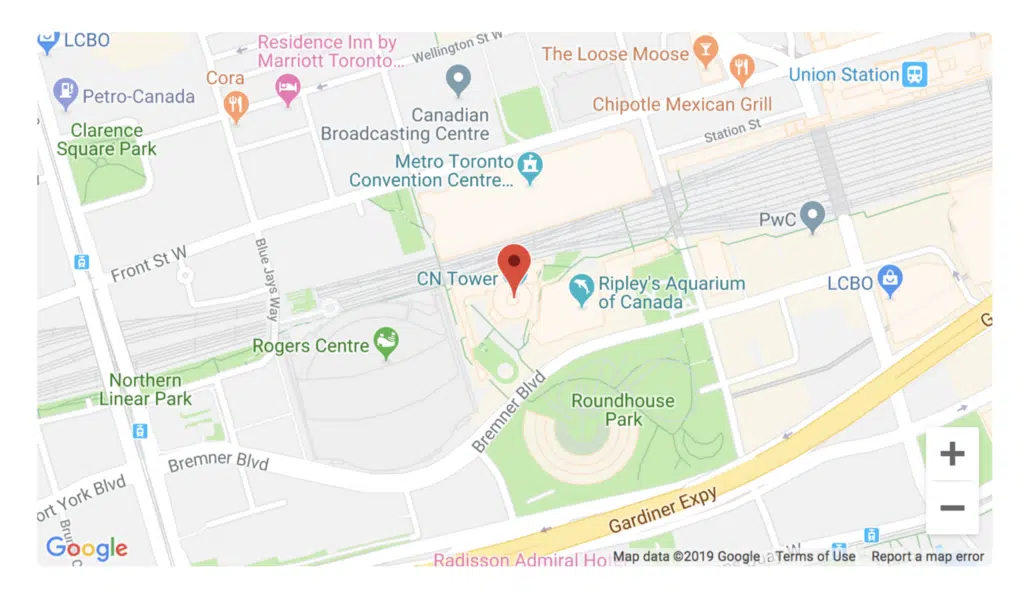 LCBO
Residence Inn by
Marriott Toronto...
Wellington St W
The Loose Moose
Union Station
Cora
Petro-Canada
Chipotle Mexican Grill
Canadian
Broadcasting Centre
Station St
Clarence
Square Park
Metro Toronto
Convention Centre...
PwC
Front St W
Blue Jays Way
CN Tower
Ripley's Aquarium
of Canada
LCBO
Rogers Centre
Northern
Linear Park
Roundhouse
Park
Bremner Blvd
Bremner Blvd
ort York Blvd
Gardiner Expy
G
Google
Radisson Admiral Hot
Map data ©2019 Google
Terms of Use
Report a map error